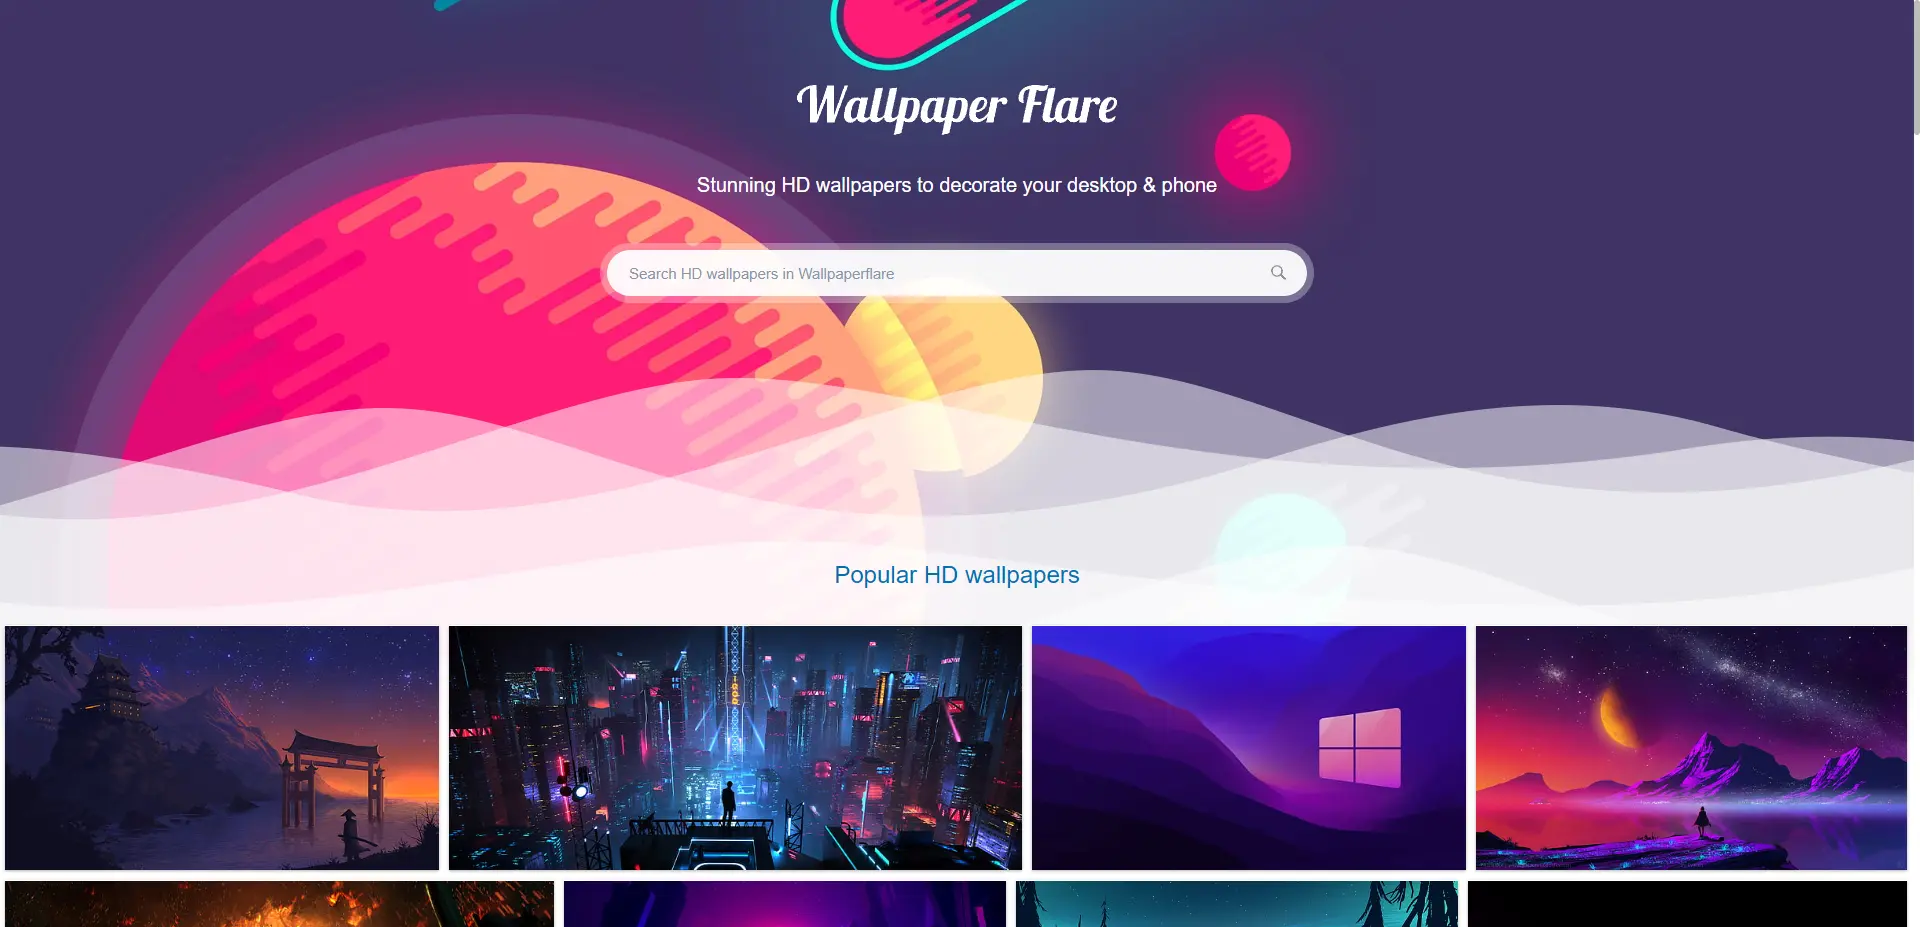 Wallpaper Flare
Stunning HD wallpapers to decorate your desktop & phone
Search HD wallpapers in Wallpaperflare
Popular HD wallpapers